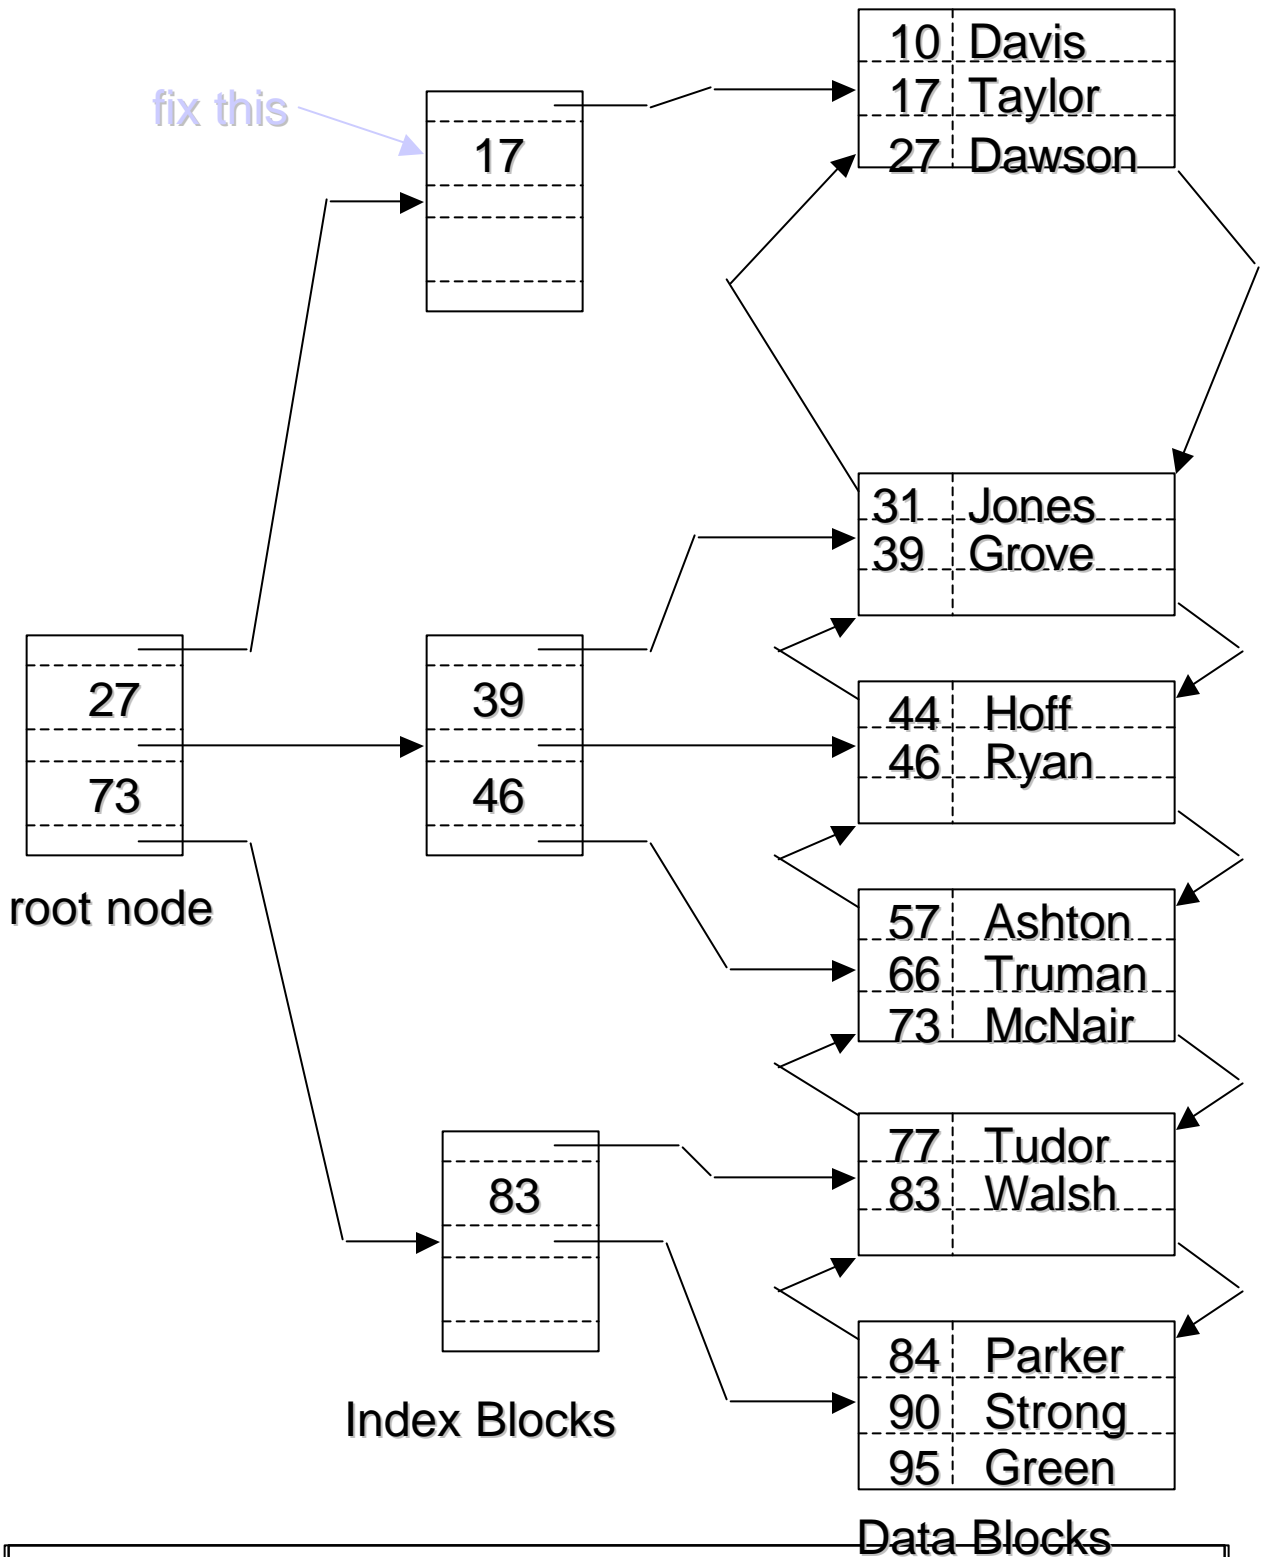 10 Davis
17 Taylor
27 Dawson
fix this
17
31 Jones
39 Grove
27
73
root node
39
46
44 Hoff
46 Ryan
57 Ashton
66 Truman
73 McNair
83
Index Blocks
77 Tudor
83 Walsh
84 Parker
90 Strong
95 Green
Data Blocks